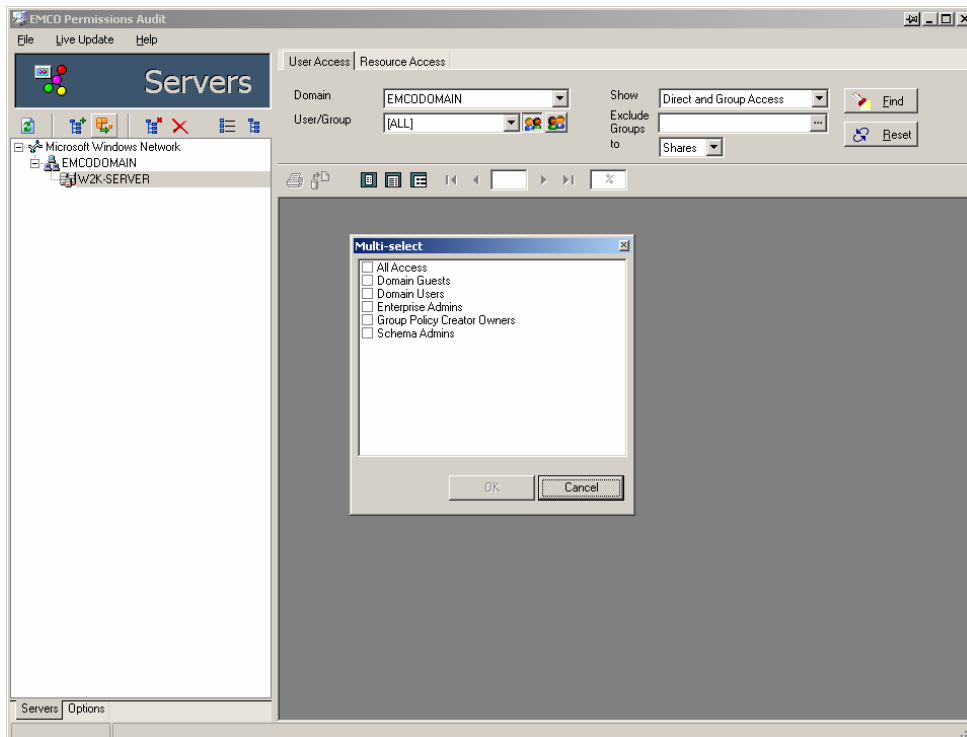 EMCO Permissions Audit
File Live Update Help
Servers
User Access Resource Access
Domain EMCODOMAIN Show Direct and Group Access Find
User/Group [ALL] Exclude Groups ... Reset
to Shares
Microsoft Windows Network
EMCODOMAIN
W2K-SERVER
%
Multi-select
All Access
Domain Guests
Domain Users
Enterprise Admins
Group Policy Creator Owners
Schema Admins
OK Cancel
Servers Options